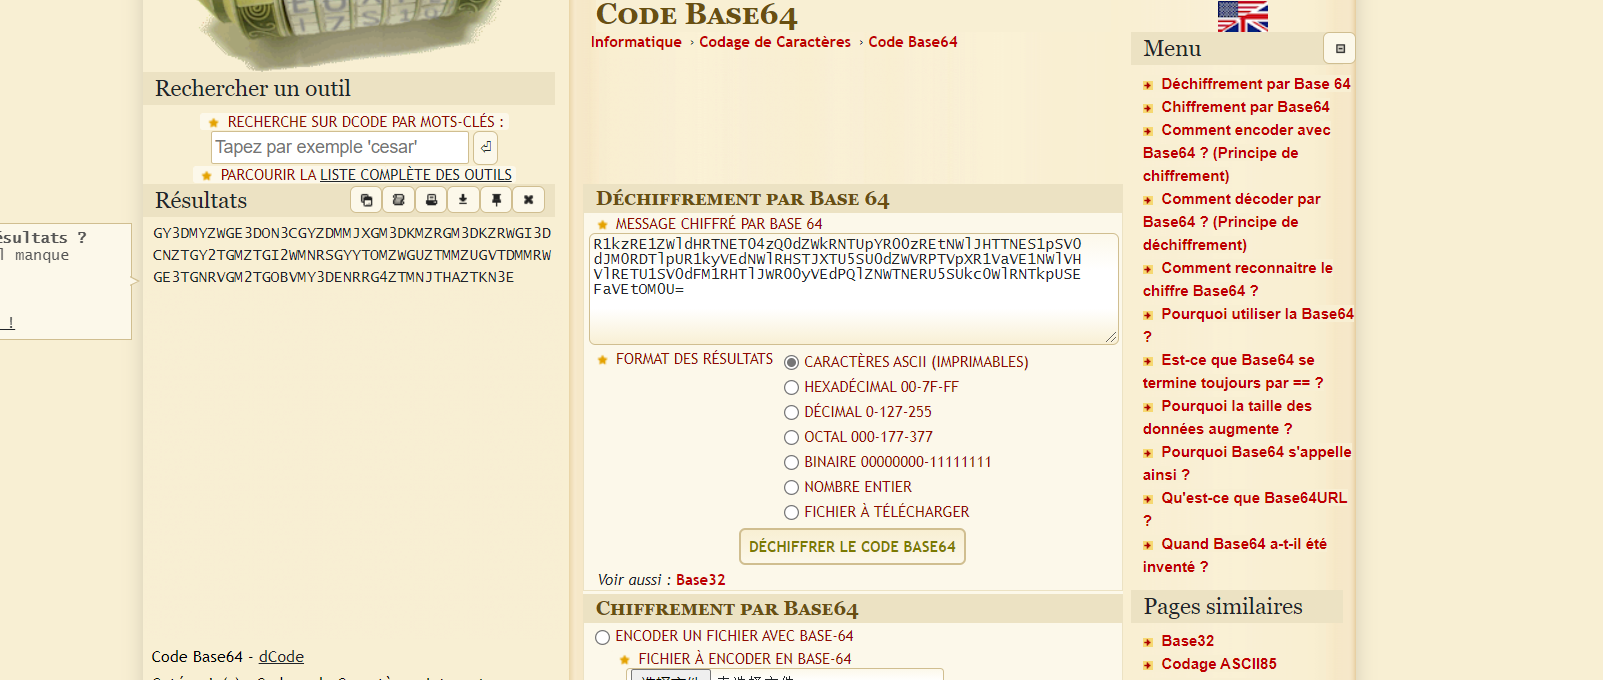 Rechercher un outil
RECHERCHE SUR DCODE PAR MOTS-CLÉS :
Tapez par exemple 'cesar'
PARCOURIR LA LISTE COMPLÈTE DES OUTILS
Résultats
ésultats ?
l manque
!
GY3DMYZWGE3DON3CGYZDMMJXGM3DKMZRGM3DKZRWGI3D
CNZTGY2TGMZTGI2WMNRSGYYTOMZWGUZTMMZUGVTDMMRW
GE3TGNRVGM2TGOBVMY3DENRRG4ZTMNJTHAZTKN3E
Code Base64 - dCode
Code Base64
Informatique › Codage de Caractères › Code Base64
Déchiffrement par Base 64
MESSAGE CHIFFRÉ PAR BASE 64
R1kzRE1ZWldHRTNET04zQ0dZWkRNTUpYR00zREtNWlJHTTNES1pSV0
dJM0RDTlpUR1kyVEdNWlRHSTJXTU5SU0dZWVRPTVpXR1VaVE1NWlVH
VlRETU1SV0dFM1RHTlJWR00yVEdPQlZNWTNERU5SUkc0WlRNTkpUSE
FaVEtOM0U=
FORMAT DES RÉSULTATS
CARACTÈRES ASCII (IMPRIMABLES)
HEXADÉCIMAL 00-7F-FF
DÉCIMAL 0-127-255
OCTAL 000-177-377
BINAIRE 00000000-11111111
NOMBRE ENTIER
FICHIER À TÉLÉCHARGER
DÉCHIFFRER LE CODE BASE64
Voir aussi : Base32
Chiffrement par Base64
ENCODER UN FICHIER AVEC BASE-64
FICHIER À ENCODER EN BASE-64
Menu
Déchiffrement par Base 64
Chiffrement par Base64
Comment encoder avec
Base64 ? (Principe de
chiffrement)
Comment décoder par
Base64 ? (Principe de
déchiffrement)
Comment reconnaitre le
chiffre Base64 ?
Pourquoi utiliser la Base64
?
Est-ce que Base64 se
termine toujours par == ?
Pourquoi la taille des
données augmente ?
Pourquoi Base64 s'appelle
ainsi ?
Qu'est-ce que Base64URL
?
Quand Base64 a-t-il été
inventé ?
Pages similaires
Base32
Codage ASCII85